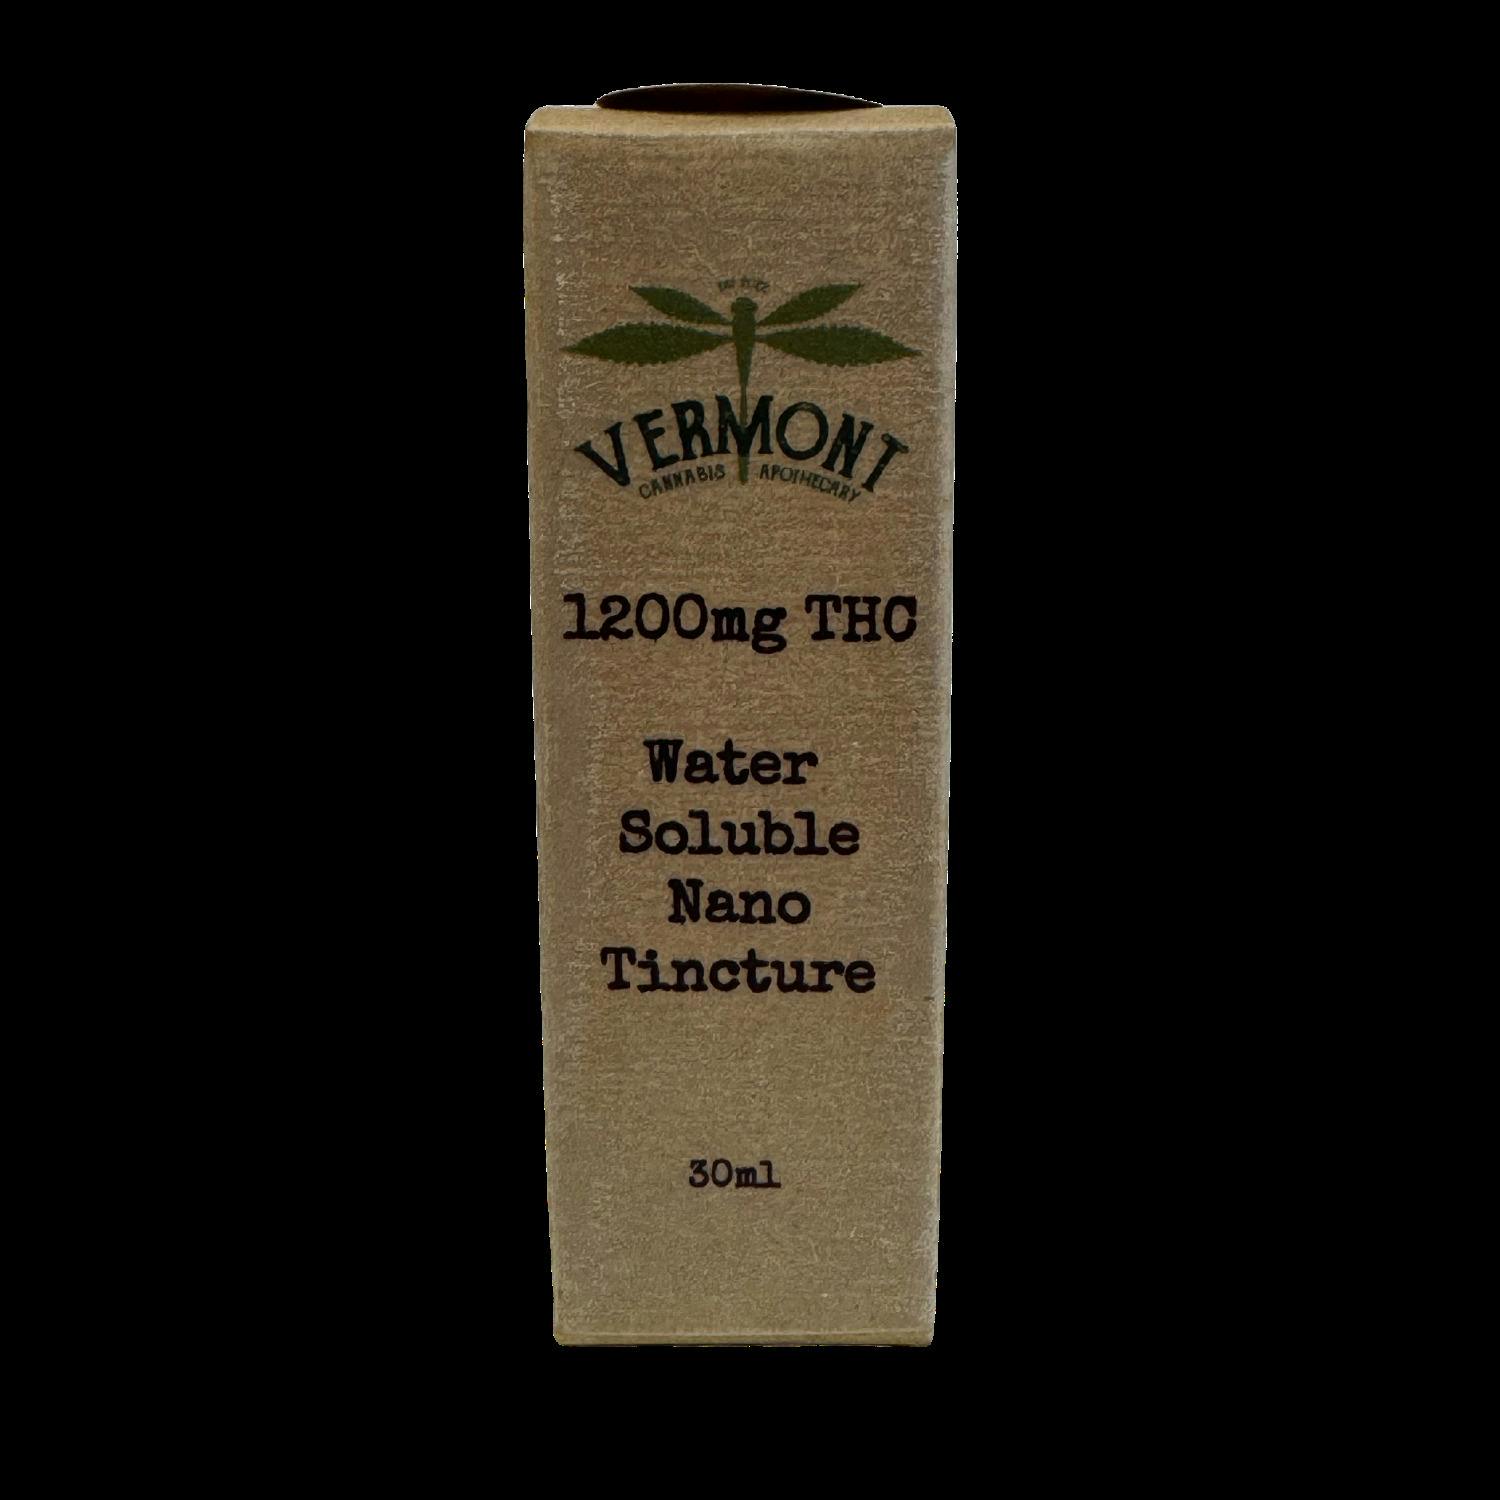 VERMONT
CANNABIS APOTHECARY
1200mg THC
Water
Soluble
Nano
Tincture
30ml